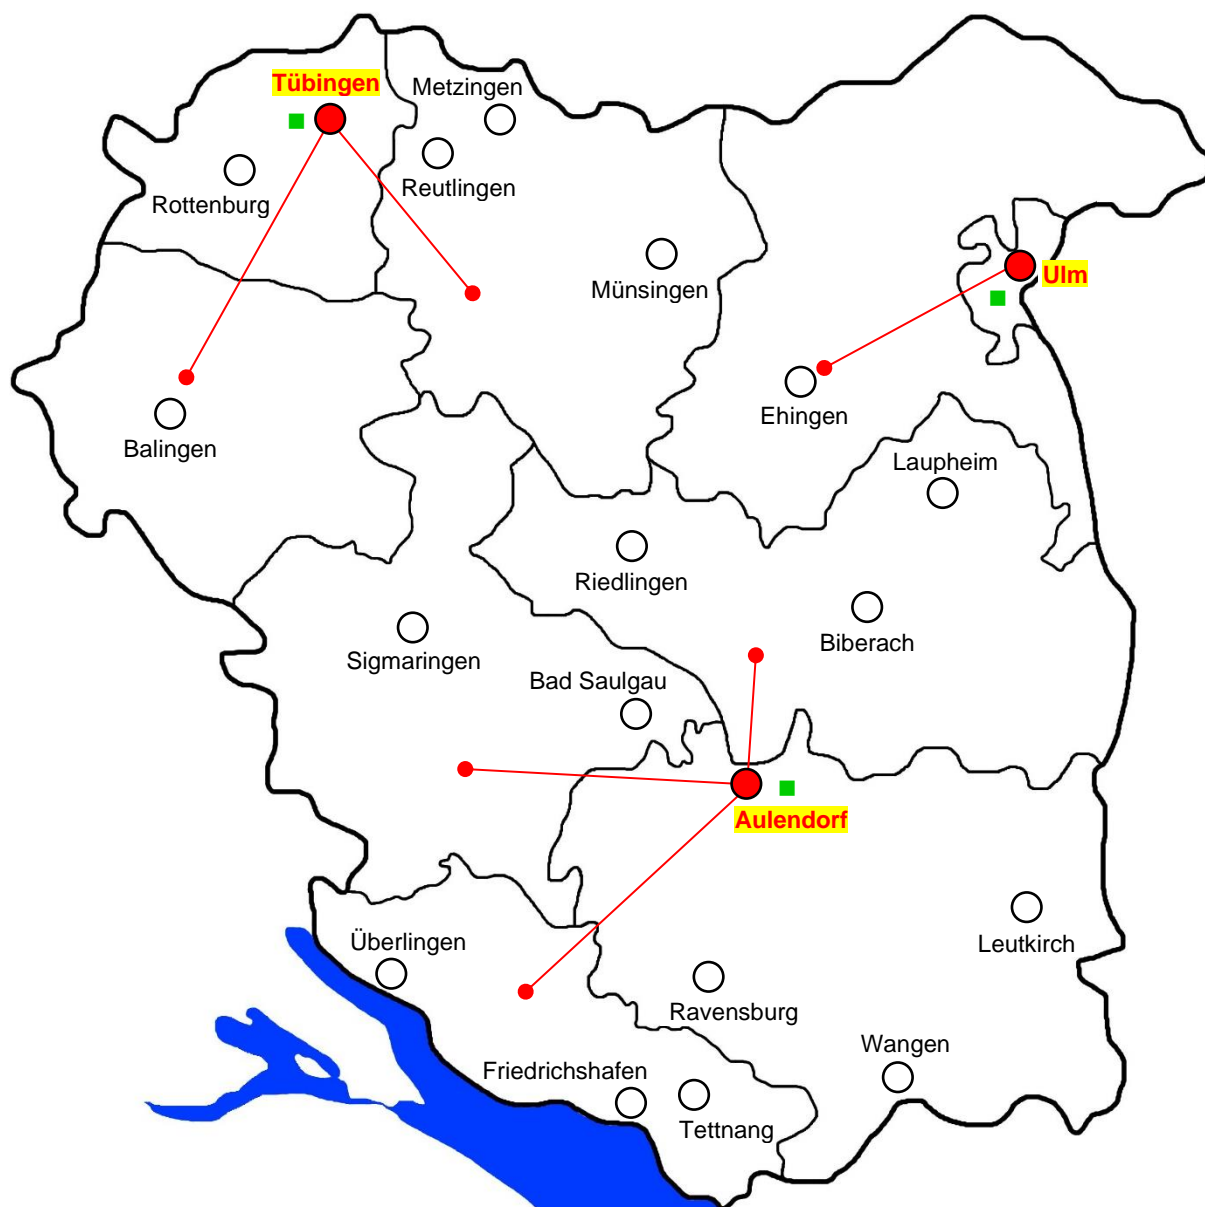 Tübingen
Metzingen
Reutlingen
Rottenburg
Münsingen
Ulm
Ehingen
Balingen
Laupheim
Riedlingen
Biberach
Sigmaringen
Bad Saulgau
Aulendorf
Leutkirch
Überlingen
Ravensburg
Wangen
Friedrichshafen
Tettnang